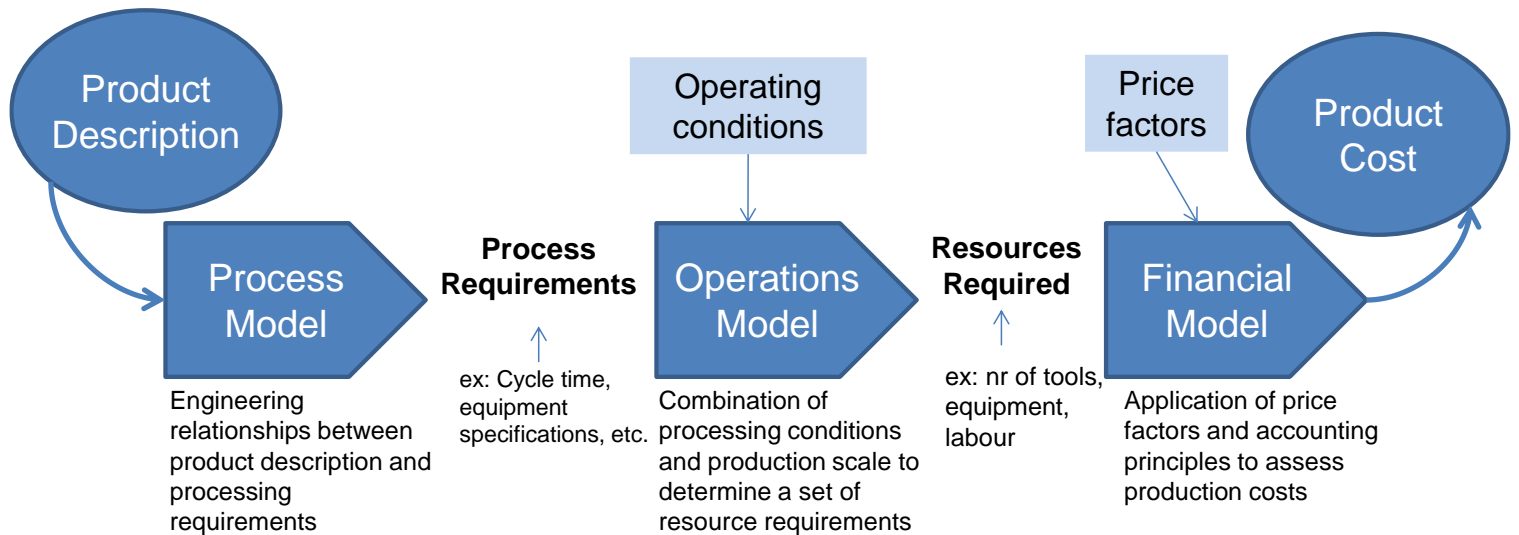 Product
Description
Operating
conditions
Price
factors
Product
Cost
Process
Model
Process
Requirements
Operations
Model
Resources
Required
Financial
Model
Engineering
relationships between
product description and
processing
requirements
ex: Cycle time,
equipment
specifications, etc.
Combination of
processing conditions
and production scale to
determine a set of
resource requirements
ex: nr of tools,
equipment,
labour
Application of price
factors and accounting
principles to assess
production costs